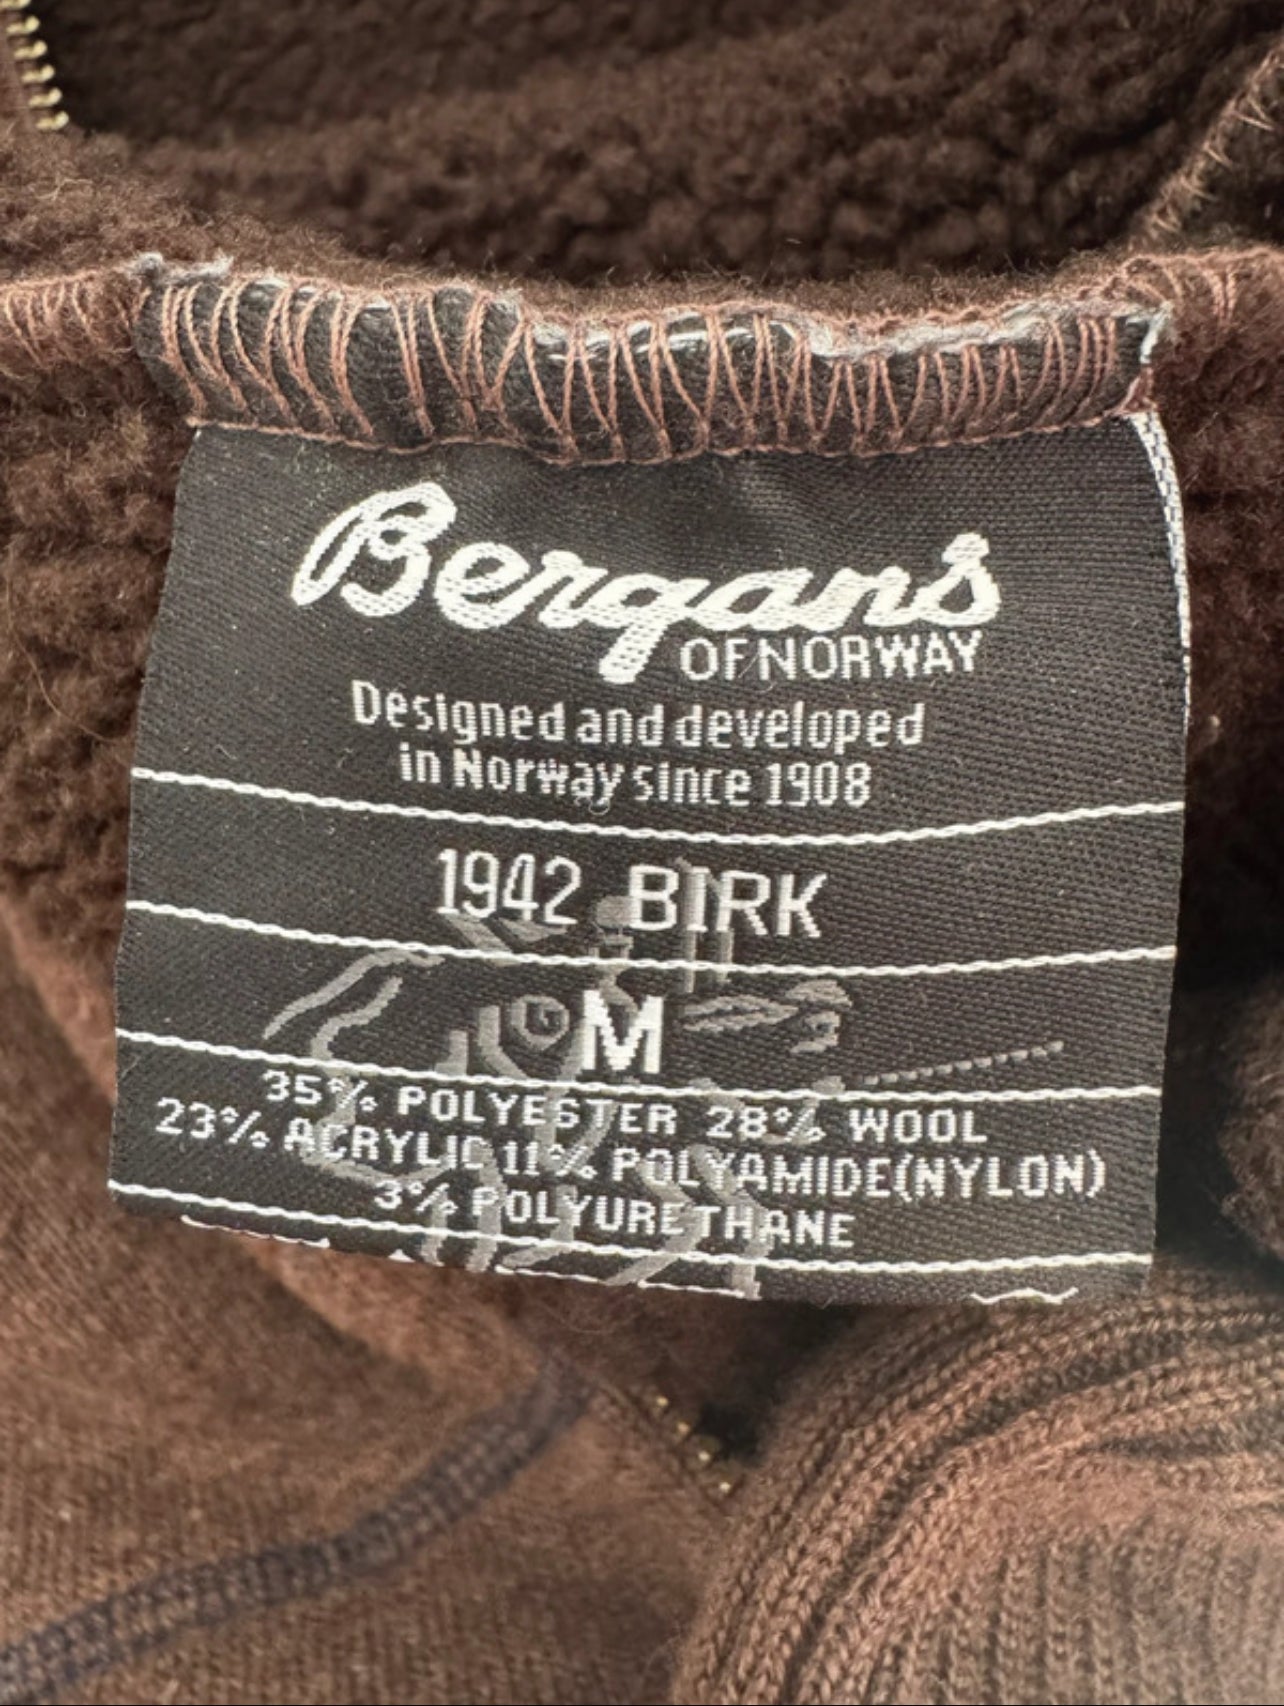 Bergans
OF NORWAY
Designed and developed
in Norway since 1908
1942 BIRK
M
35% POLYESTER 28% WOOL
23% ACRYLIC 11% POLYAMIDE(NYLON)
3% POLYURETHANE